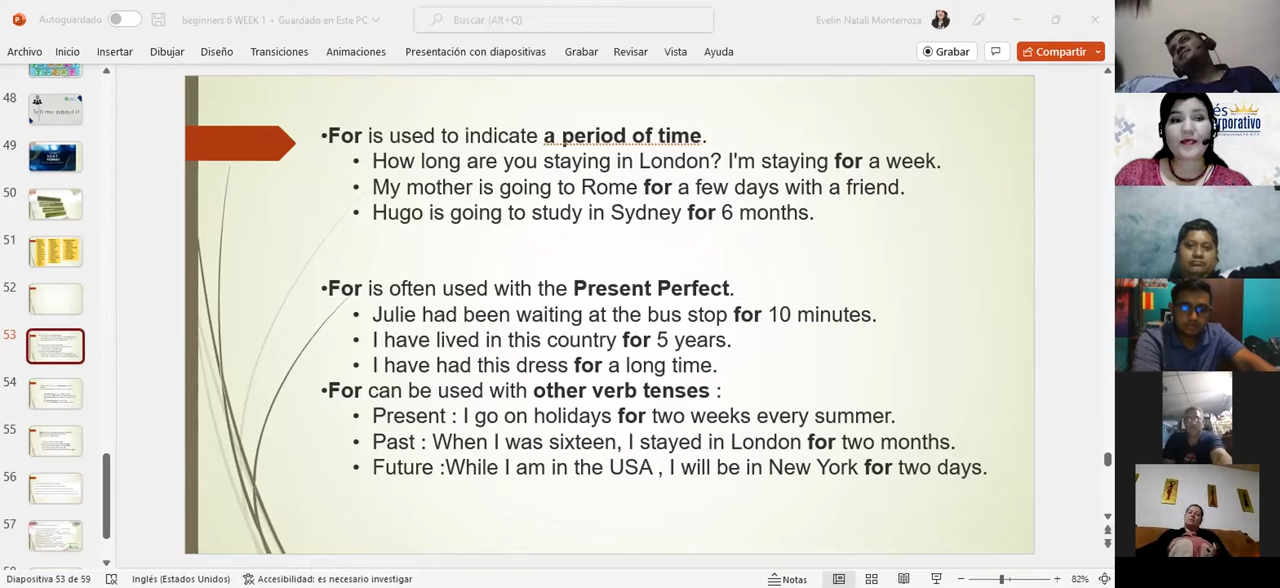 Autoguardado
beginners 6 WEEK 1 • Guardado en Este PC
Buscar (Alt+Q)
Evelin Natali Monterroza
Archivo Inicio Insertar Dibujar Diseño Transiciones Animaciones Presentación con diapositivas Grabar Revisar Vista Ayuda
Grabar
Compartir
48
Tell me about it
49
50
51
52
53
54
55
56
57
•For is used to indicate a period of time.
• How long are you staying in London? I'm staying for a week.
• My mother is going to Rome for a few days with a friend.
• Hugo is going to study in Sydney for 6 months.
•For is often used with the Present Perfect.
• Julie had been waiting at the bus stop for 10 minutes.
• I have lived in this country for 5 years.
• I have had this dress for a long time.
•For can be used with other verb tenses :
• Present : I go on holidays for two weeks every summer.
• Past : When I was sixteen, I stayed in London for two months.
• Future :While I am in the USA , I will be in New York for two days.
Diapositiva 53 de 59
Inglés (Estados Unidos)
Accesibilidad: es necesario investigar
Notas
82%